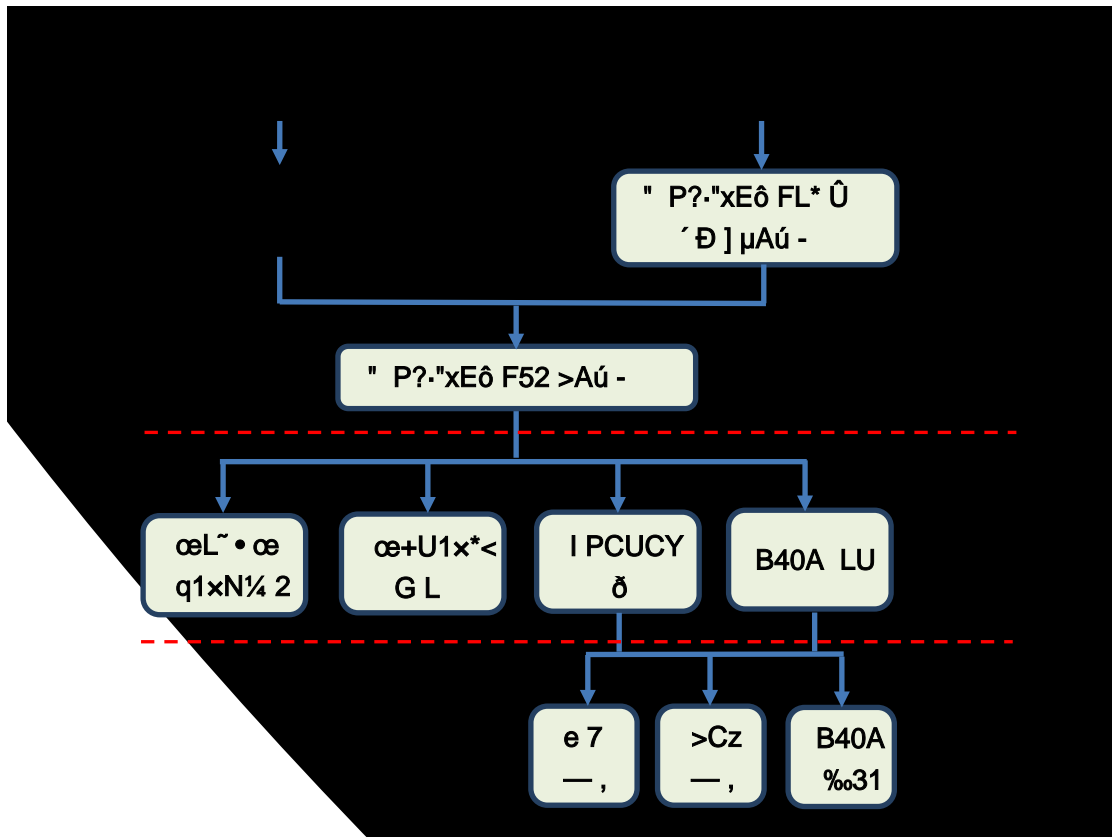 " P?·"xEô FL* Û
´ Đ ] µAú -
" P?·"xEô F52 >Aú -
œL˜ • œ
q1×N¼ 2
œ+U1×*<
G L
I PCUCY
ð
B40A LU
e 7
— ,
>Cz
— ,
B40A
‰31